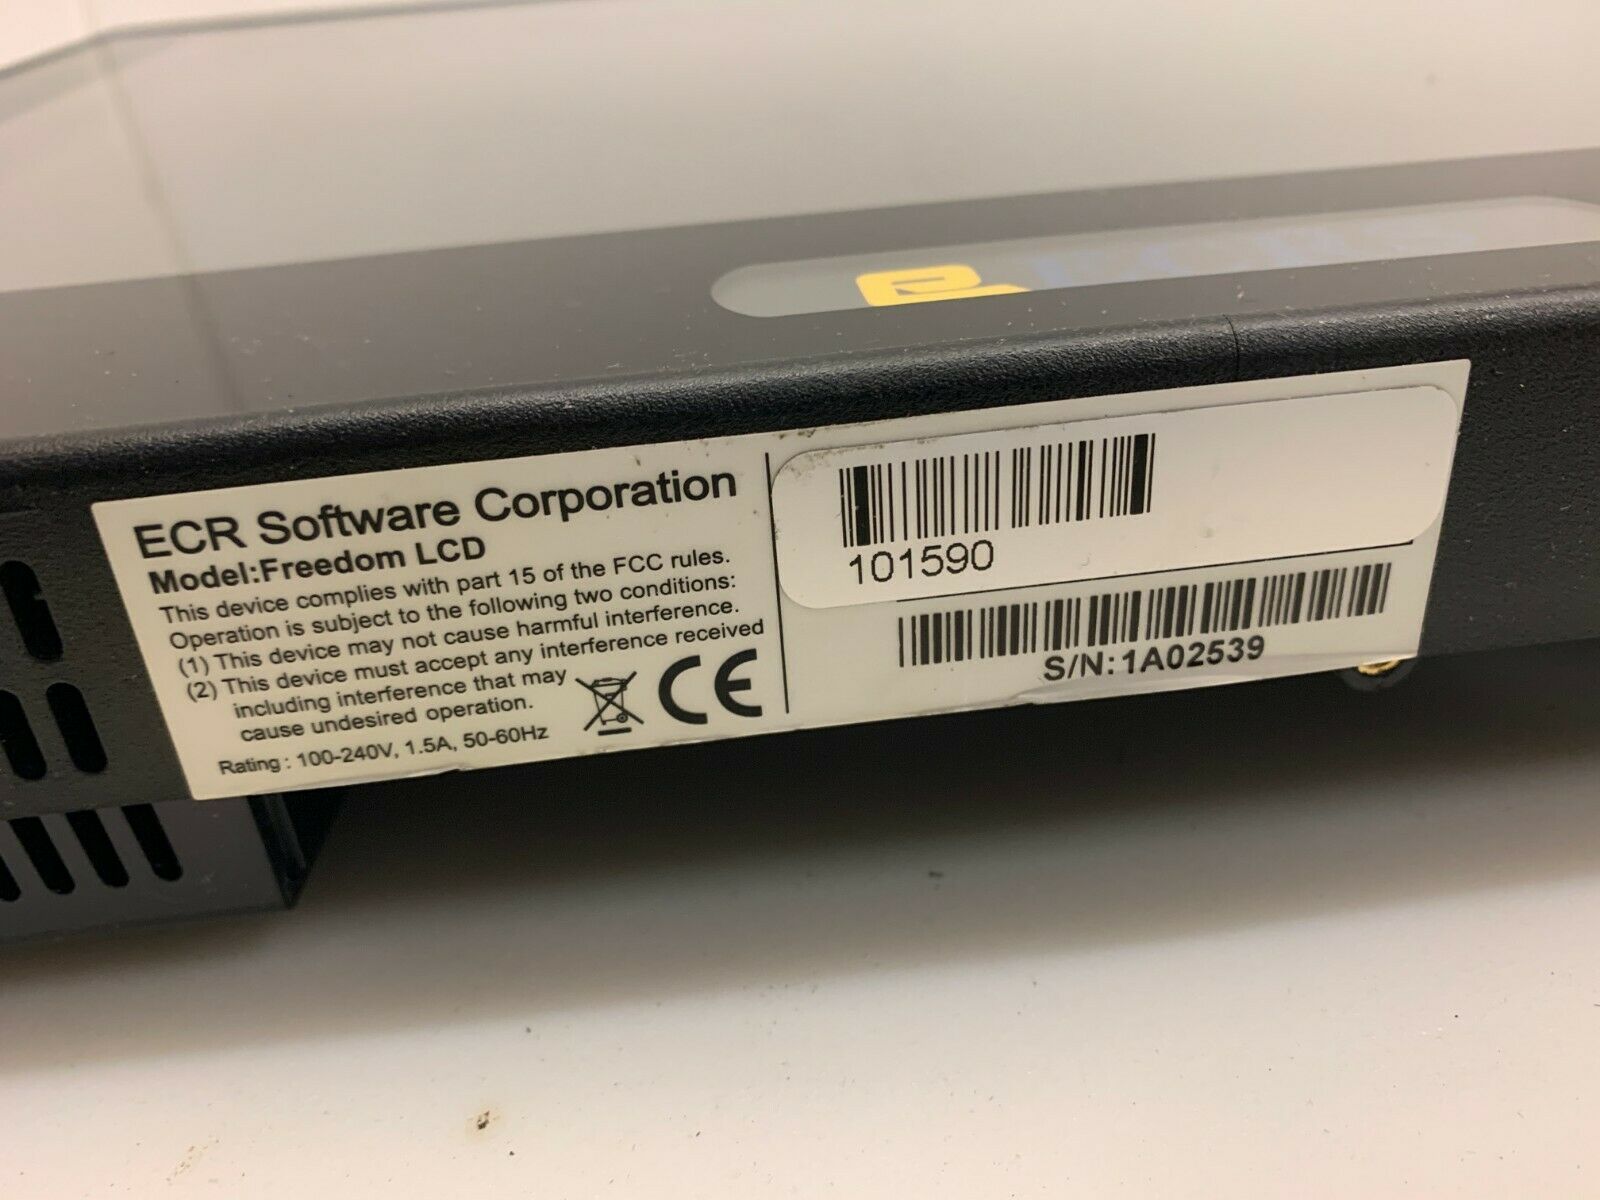 ECR Software Corporation
Model:Freedom LCD
This device complies with part 15 of the FCC rules.
Operation is subject to the following two conditions:
(1) This device may not cause harmful interference.
(2) This device must accept any interference received
including interference that may
cause undesired operation.
Rating : 100-240V, 1.5A, 50-60Hz
CE
101590
S/N:1A02539